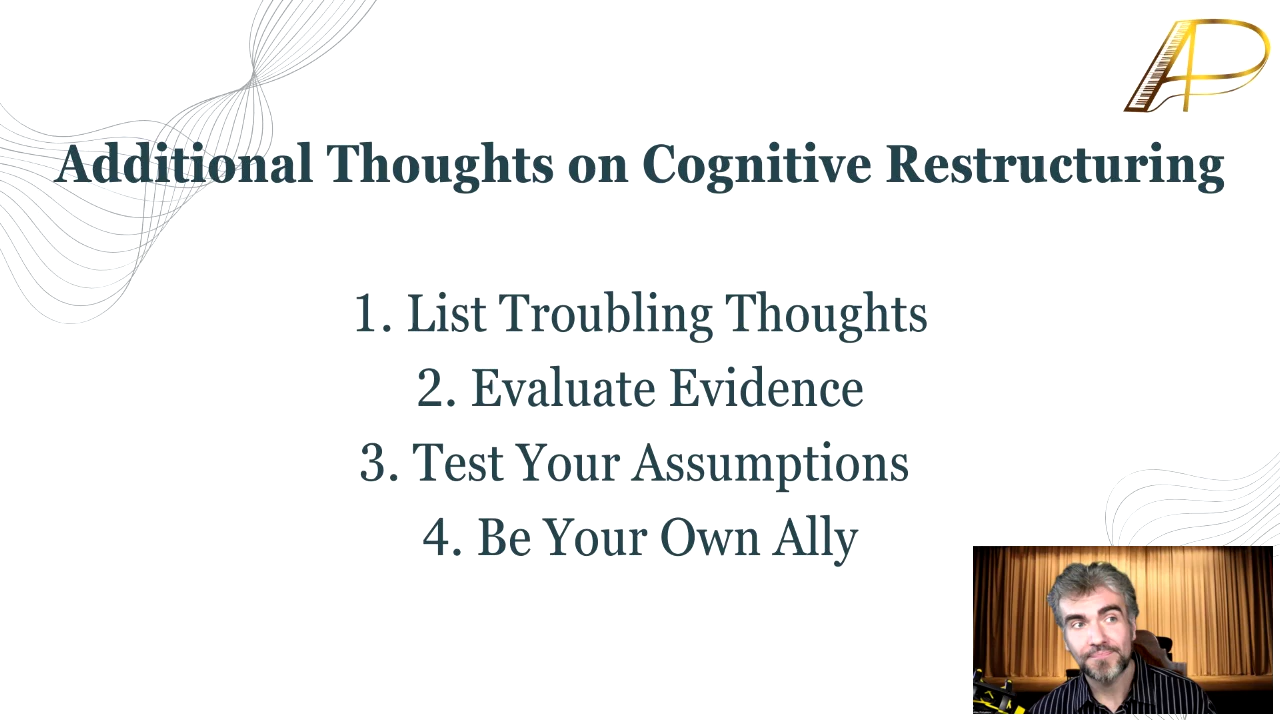 AP
Additional Thoughts on Cognitive Restructuring
1. List Troubling Thoughts
2. Evaluate Evidence
3. Test Your Assumptions
4. Be Your Own Ally